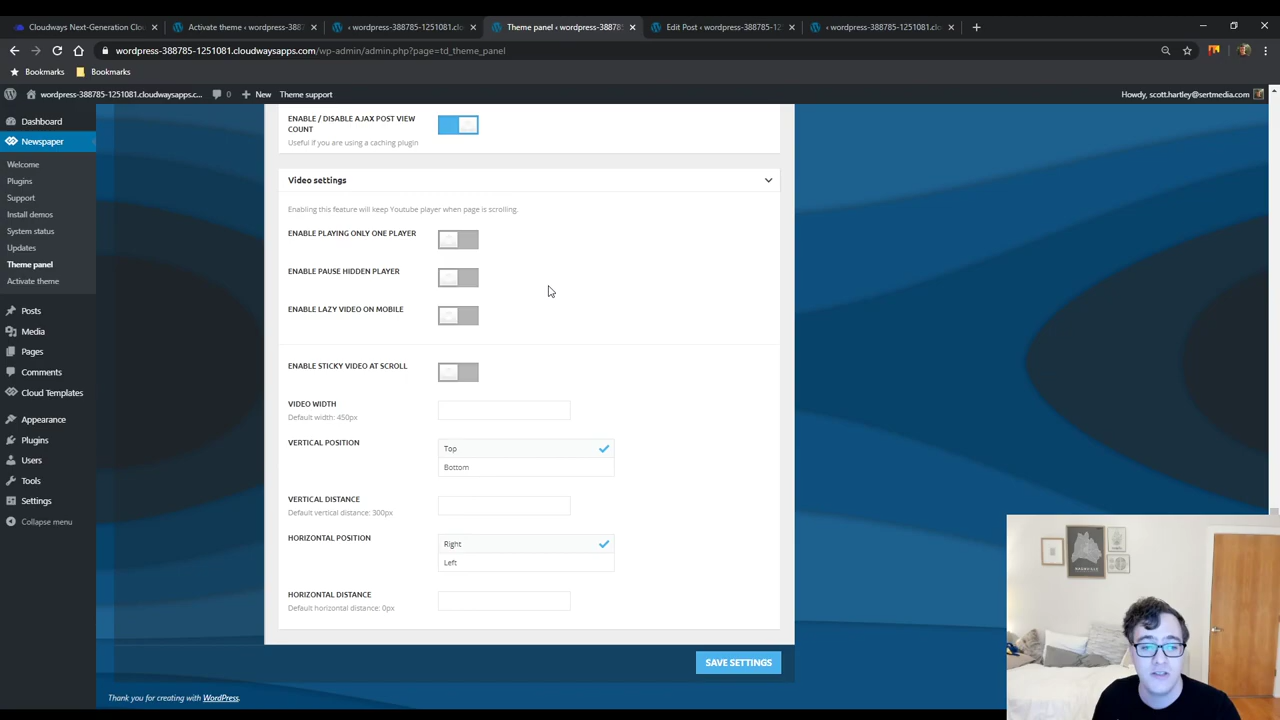 Cloudways Next-Generation Clo
Activate theme ‹ wordpress-3887
wordpress-388785-1251081.clo
Theme panel ‹ wordpress-388785
Edit Post ‹ wordpress-388785-12
wordpress-388785-1251081.clo
wordpress-388785-1251081.cloudwaysapps.com/wp-admin/admin.php?page=td_theme_panel
Bookmarks
Bookmarks
0
New
Theme support
Howdy, scott.hartley@sertmedia.com
Dashboard
Newspaper
Welcome
Plugins
Support
Install demos
System status
Updates
Theme panel
Activate theme
Posts
Media
Pages
Comments
Cloud Templates
Appearance
Plugins
Users
Tools
Settings
Collapse menu
ENABLE / DISABLE AJAX POST VIEW
COUNT
Useful if you are using a caching plugin
Video settings
Enabling this feature will keep Youtube player when page is scrolling.
ENABLE PLAYING ONLY ONE PLAYER
ENABLE PAUSE HIDDEN PLAYER
ENABLE LAZY VIDEO ON MOBILE
ENABLE STICKY VIDEO AT SCROLL
VIDEO WIDTH
Default width: 450px
VERTICAL POSITION
Top
Bottom
VERTICAL DISTANCE
Default vertical distance: 300px
HORIZONTAL POSITION
Right
Left
HORIZONTAL DISTANCE
Default horizontal distance: 0px
SAVE SETTINGS
Thank you for creating with WordPress.
NASHVILLE